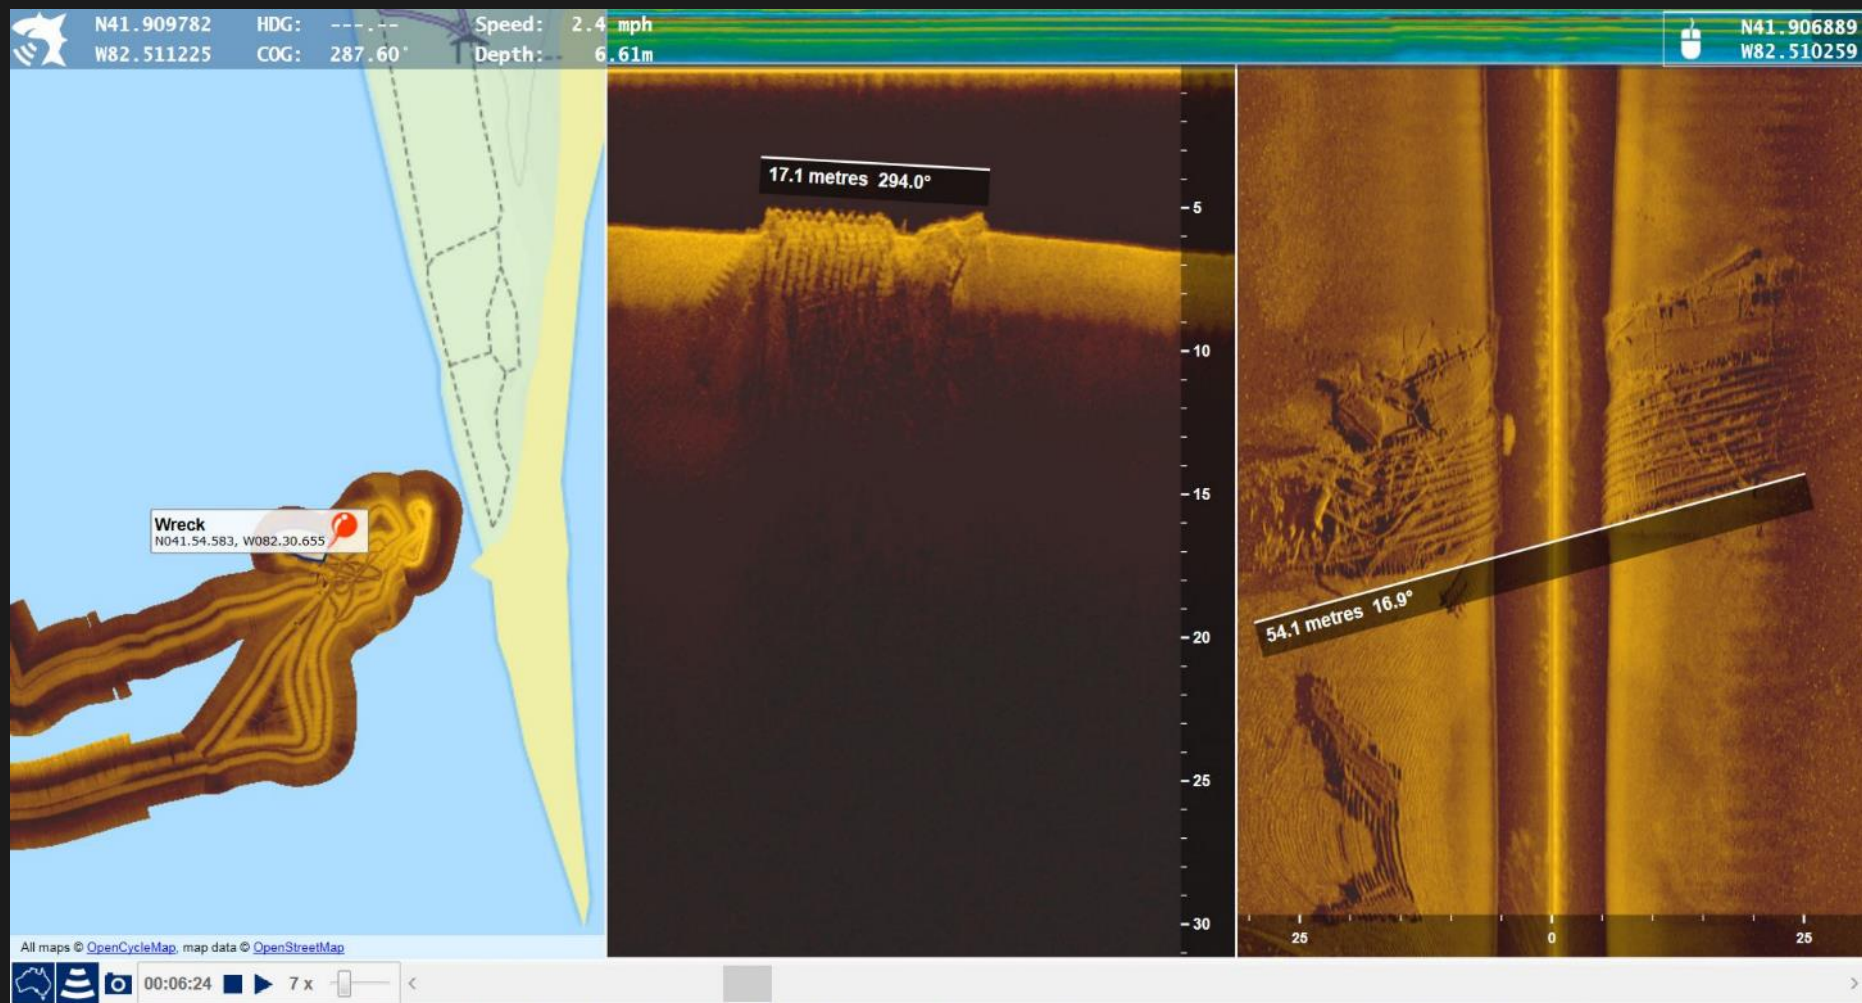 N41.909782 HDG: ---.-- Speed: 2.4 mph
W82.511225 COG: 287.60° Depth: 6.61m
N41.906889
W82.510259
Wreck
N041.54.583, W082.30.655
All maps © OpenCycleMap, map data © OpenStreetMap
17.1 metres 294.0°
5
10
15
20
25
30
54.1 metres 16.9°
25 0 25
00:06:24 7 x